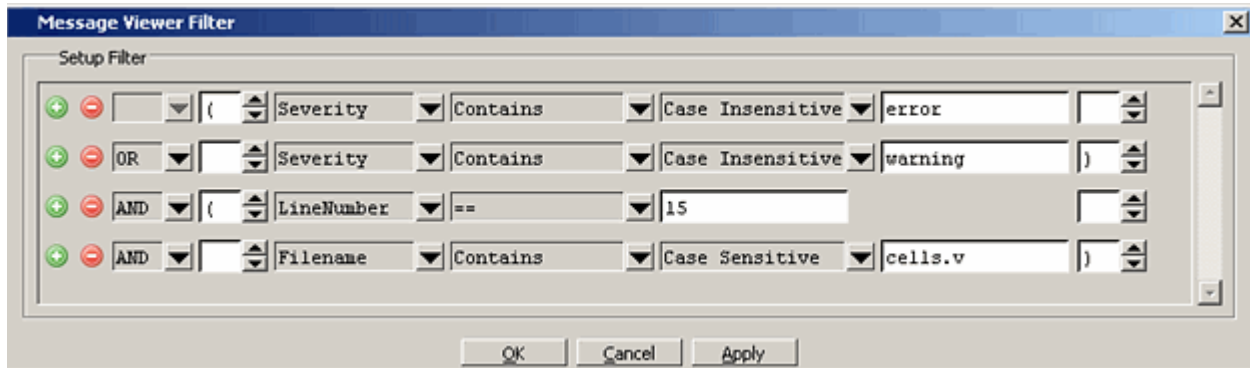 Message Viewer Filter
Setup Filter
( Severity Contains Case Insensitive error
OR Severity Contains Case Insensitive warning )
AND ( LineNumber == 15
AND Filename Contains Case Sensitive cells.v )
OK Cancel Apply